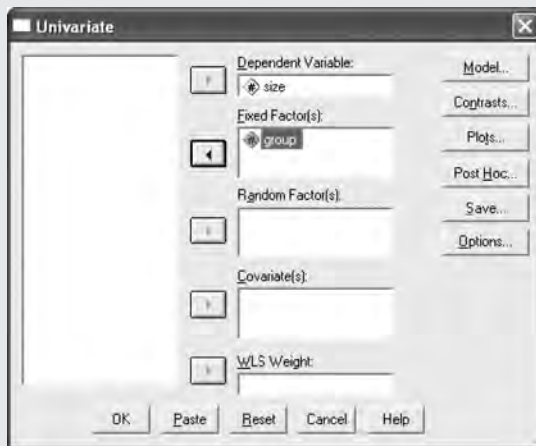 Univariate
Dependent Variable:
size
Model...
Contrasts...
Fixed Factor(s):
group
Plots...
Post Hoc...
Random Factor(s):
Save...
Options...
Covariate(s):
WLS Weight:
OK
Paste
Reset
Cancel
Help